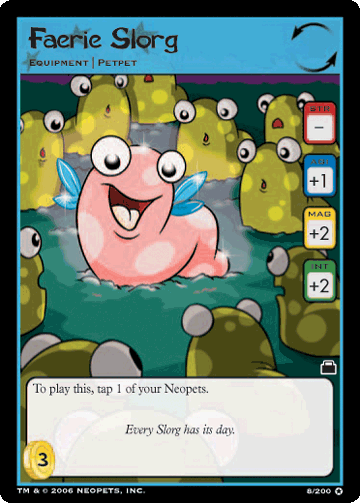 Faerie Slorg
EQUIPMENT | PETPET
STR
–
AGI
+1
MAG
+2
INT
+2
To play this, tap 1 of your Neopets.
Every Slorg has its day.
3
TM & © 2006 NEOPETS, INC.
8/200